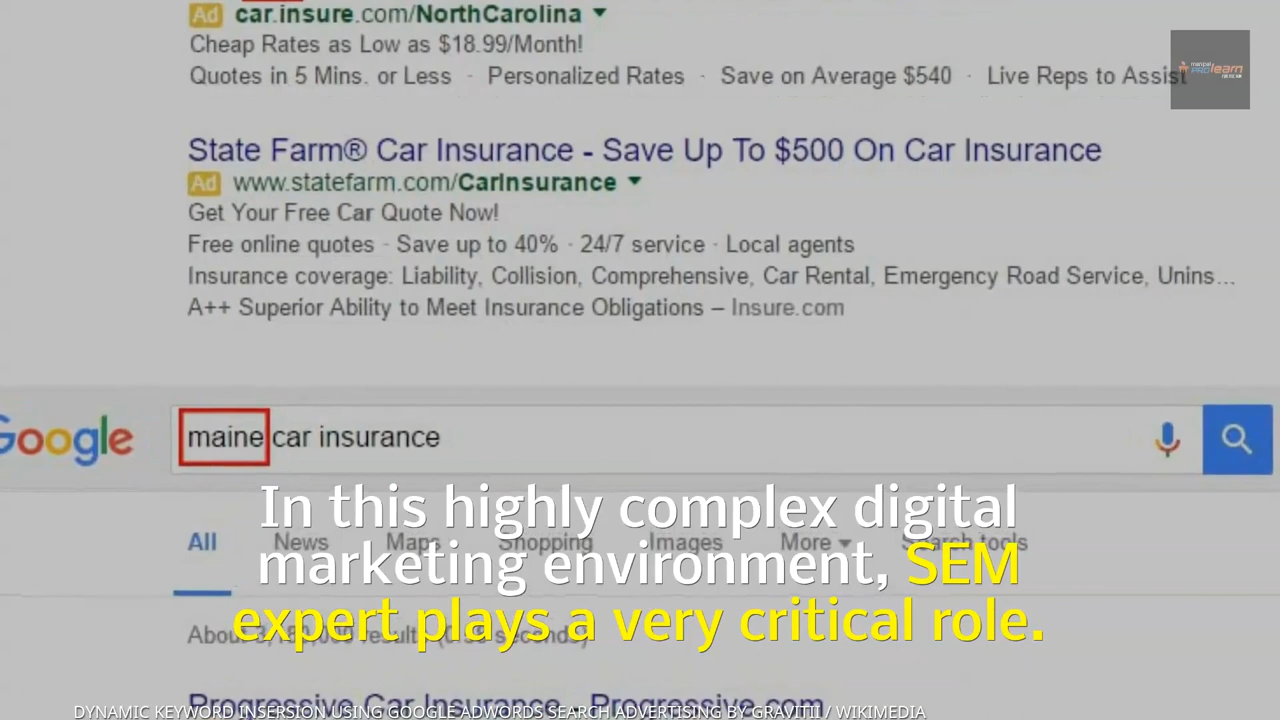 Ad car.insure.com/NorthCarolina
Cheap Rates as Low as $18.99/Month!
Quotes in 5 Mins. or Less · Personalized Rates · Save on Average $540 · Live Reps to Assist
manipal
PROlearn
State Farm® Car Insurance - Save Up To $500 On Car Insurance
Ad www.statefarm.com/CarInsurance
Get Your Free Car Quote Now!
Free online quotes · Save up to 40% · 24/7 service · Local agents
Insurance coverage: Liability, Collision, Comprehensive, Car Rental, Emergency Road Service, Unins...
A++ Superior Ability to Meet Insurance Obligations – Insure.com
Google
maine car insurance
In this highly complex digital
All News Maps Shopping Images More Search tools
marketing environment, SEM
expert plays a very critical role.
About seconds)
Progressive Car Insurance - Progressive.com
DYNAMIC KEYWORD INSERSION USING GOOGLE ADWORDS SEARCH ADVERTISING BY GRAVITII / WIKIMEDIA